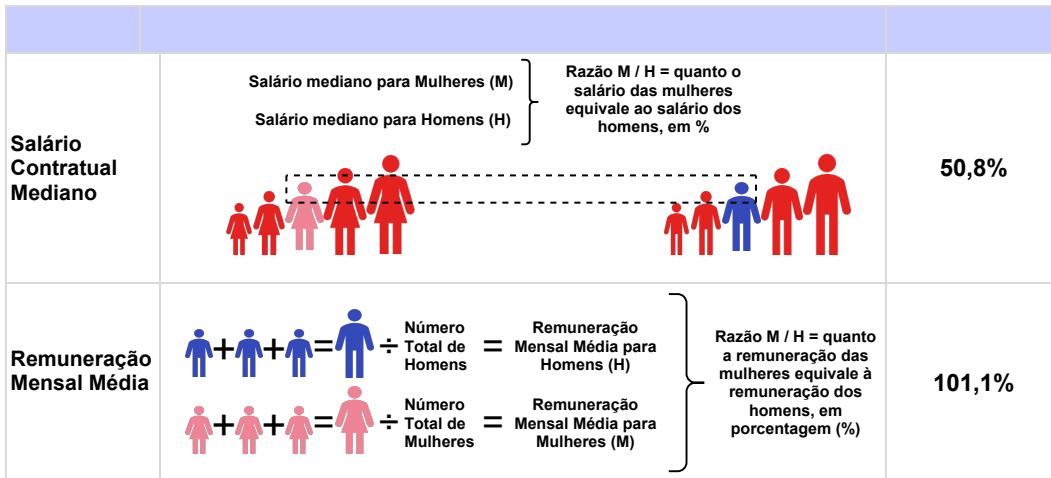 Salário mediano para Mulheres (M)
Salário mediano para Homens (H)
Razão M / H = quanto o
salário das mulheres
equivale ao salário dos
homens, em %
Salário
Contratual
Mediano
50,8%
Remuneração
Mensal Média
+ + = ÷
Número
Total de
Homens
=
Remuneração
Mensal Média para
Homens (H)
+ + = ÷
Número
Total de
Mulheres
=
Remuneração
Mensal Média para
Mulheres (M)
Razão M / H = quanto
a remuneração das
mulheres equivale à
remuneração dos
homens, em
porcentagem (%)
101,1%